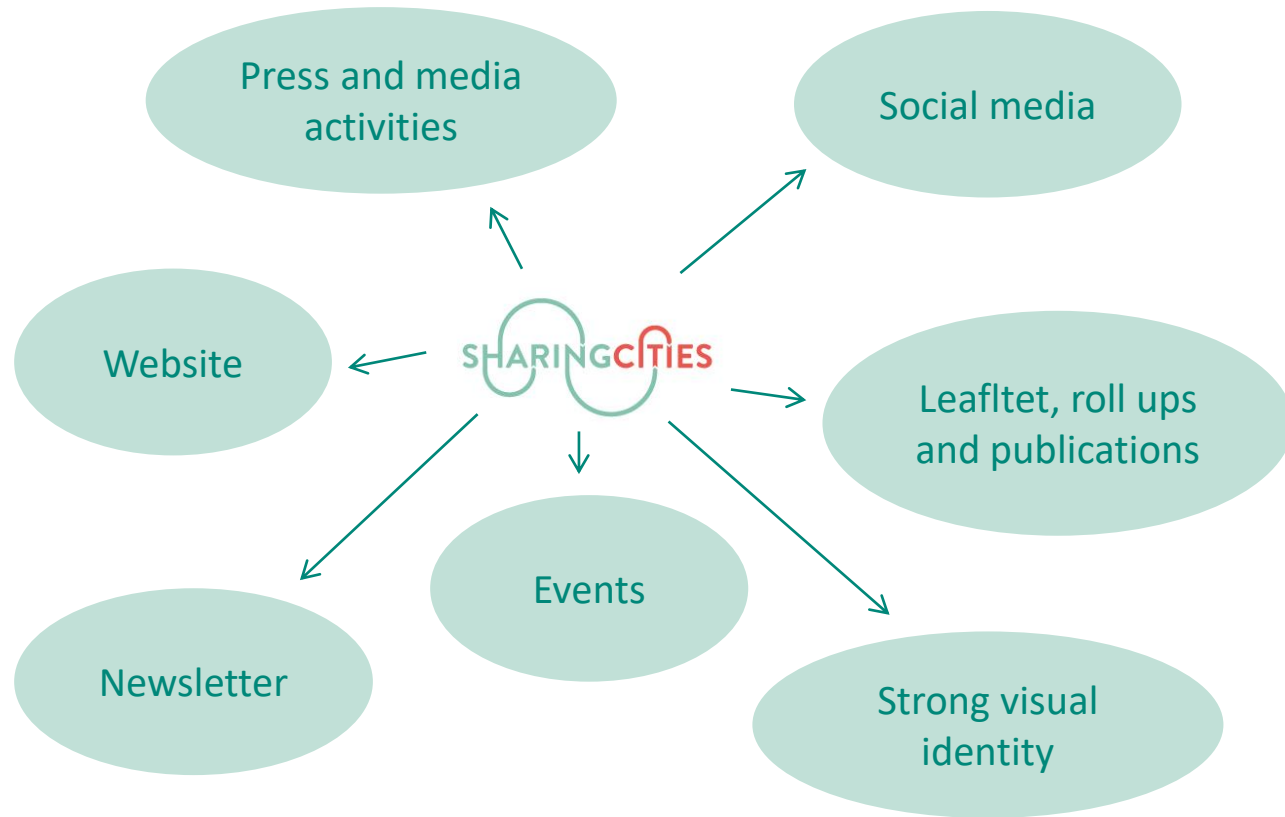 Press and media
activities
Social media
Website
SHARINGCITIES
Leafltet, roll ups
and publications
Events
Newsletter
Strong visual
identity